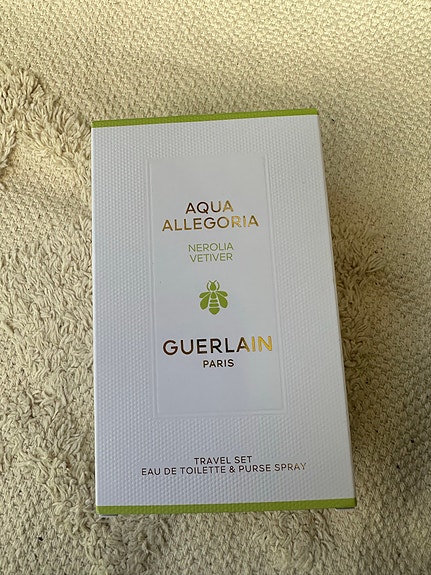 AQUA
ALLEGORIA
NEROLIA
VETIVER
GUERLAIN
PARIS
TRAVEL SET
EAU DE TOILETTE & PURSE SPRAY